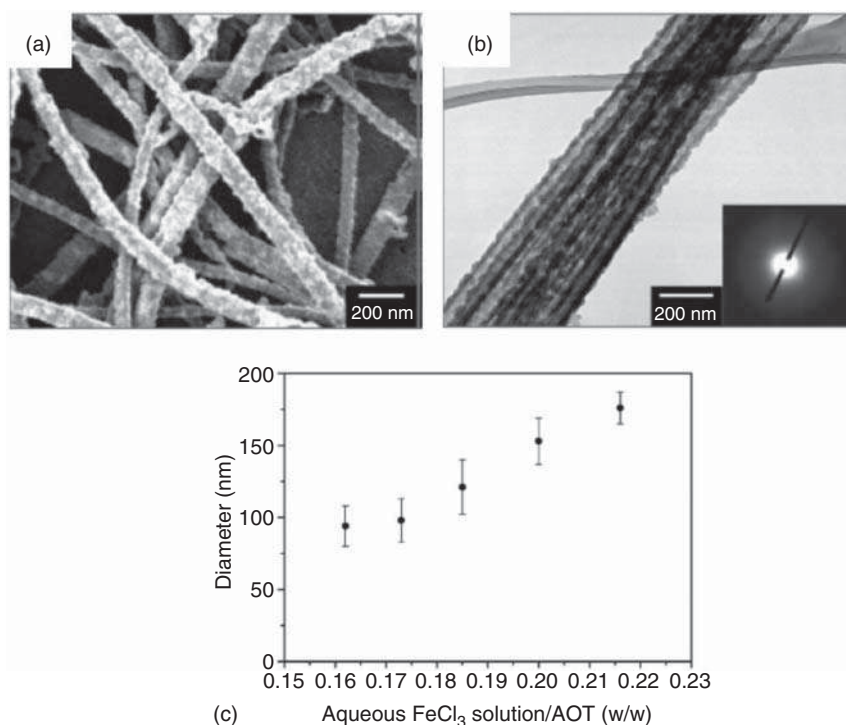 (a)
200 nm
(b)
200 nm
200
150
100
50
0
Diameter (nm)
0.15 0.16 0.17 0.18 0.19 0.20 0.21 0.22 0.23
(c) Aqueous FeCl₃ solution/AOT (w/w)